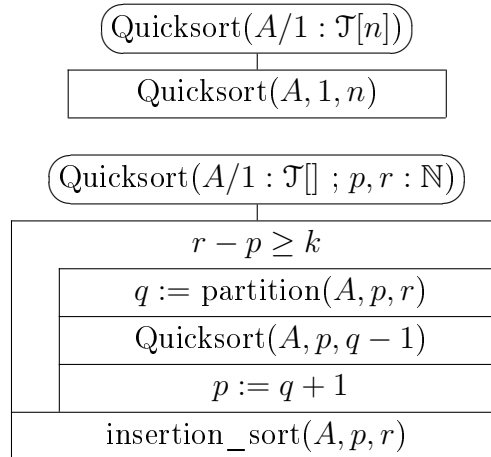 Quicksort(A/1 : 𝒯[n])
Quicksort(A, 1, n)
Quicksort(A/1 : 𝒯[] ; p, r : ℕ)
r − p ≥ k
q := partition(A, p, r)
Quicksort(A, p, q − 1)
p := q + 1
insertion_sort(A, p, r)